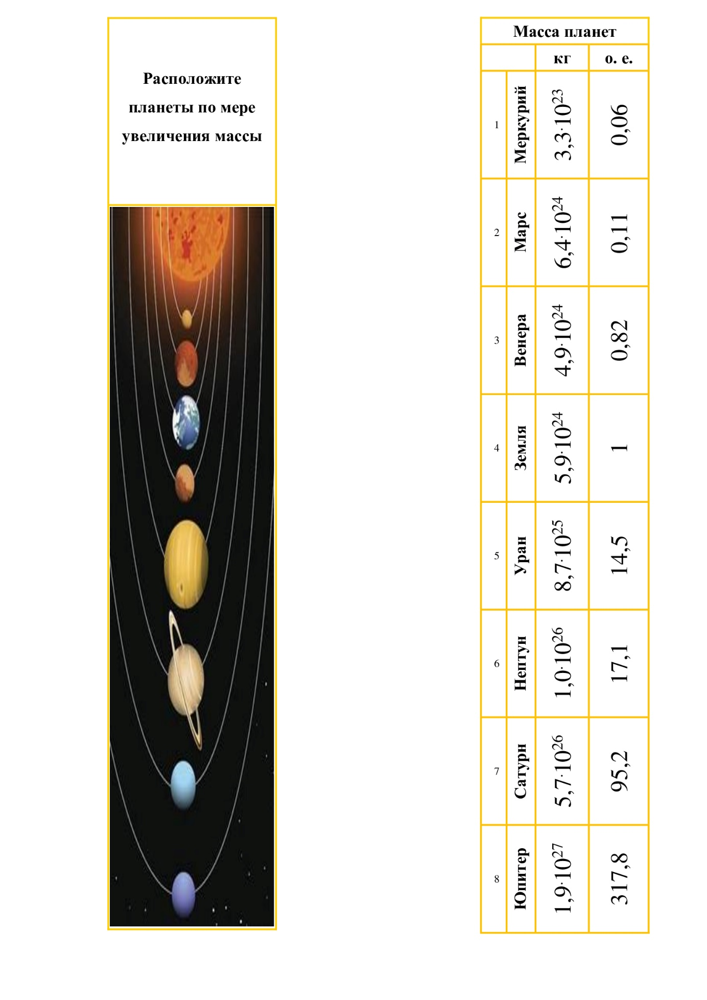 Расположите
планеты по мере
увеличения массы
Масса планет
кг о. е.
1 Меркурий 3,3·10²³ 0,06
2 Марс 6,4·10²⁴ 0,11
3 Венера 4,9·10²⁴ 0,82
4 Земля 5,9·10²⁴ 1
5 Уран 8,7·10²⁵ 14,5
6 Нептун 1,0·10²⁶ 17,1
7 Сатурн 5,7·10²⁶ 95,2
8 Юпитер 1,9·10²⁷ 317,8